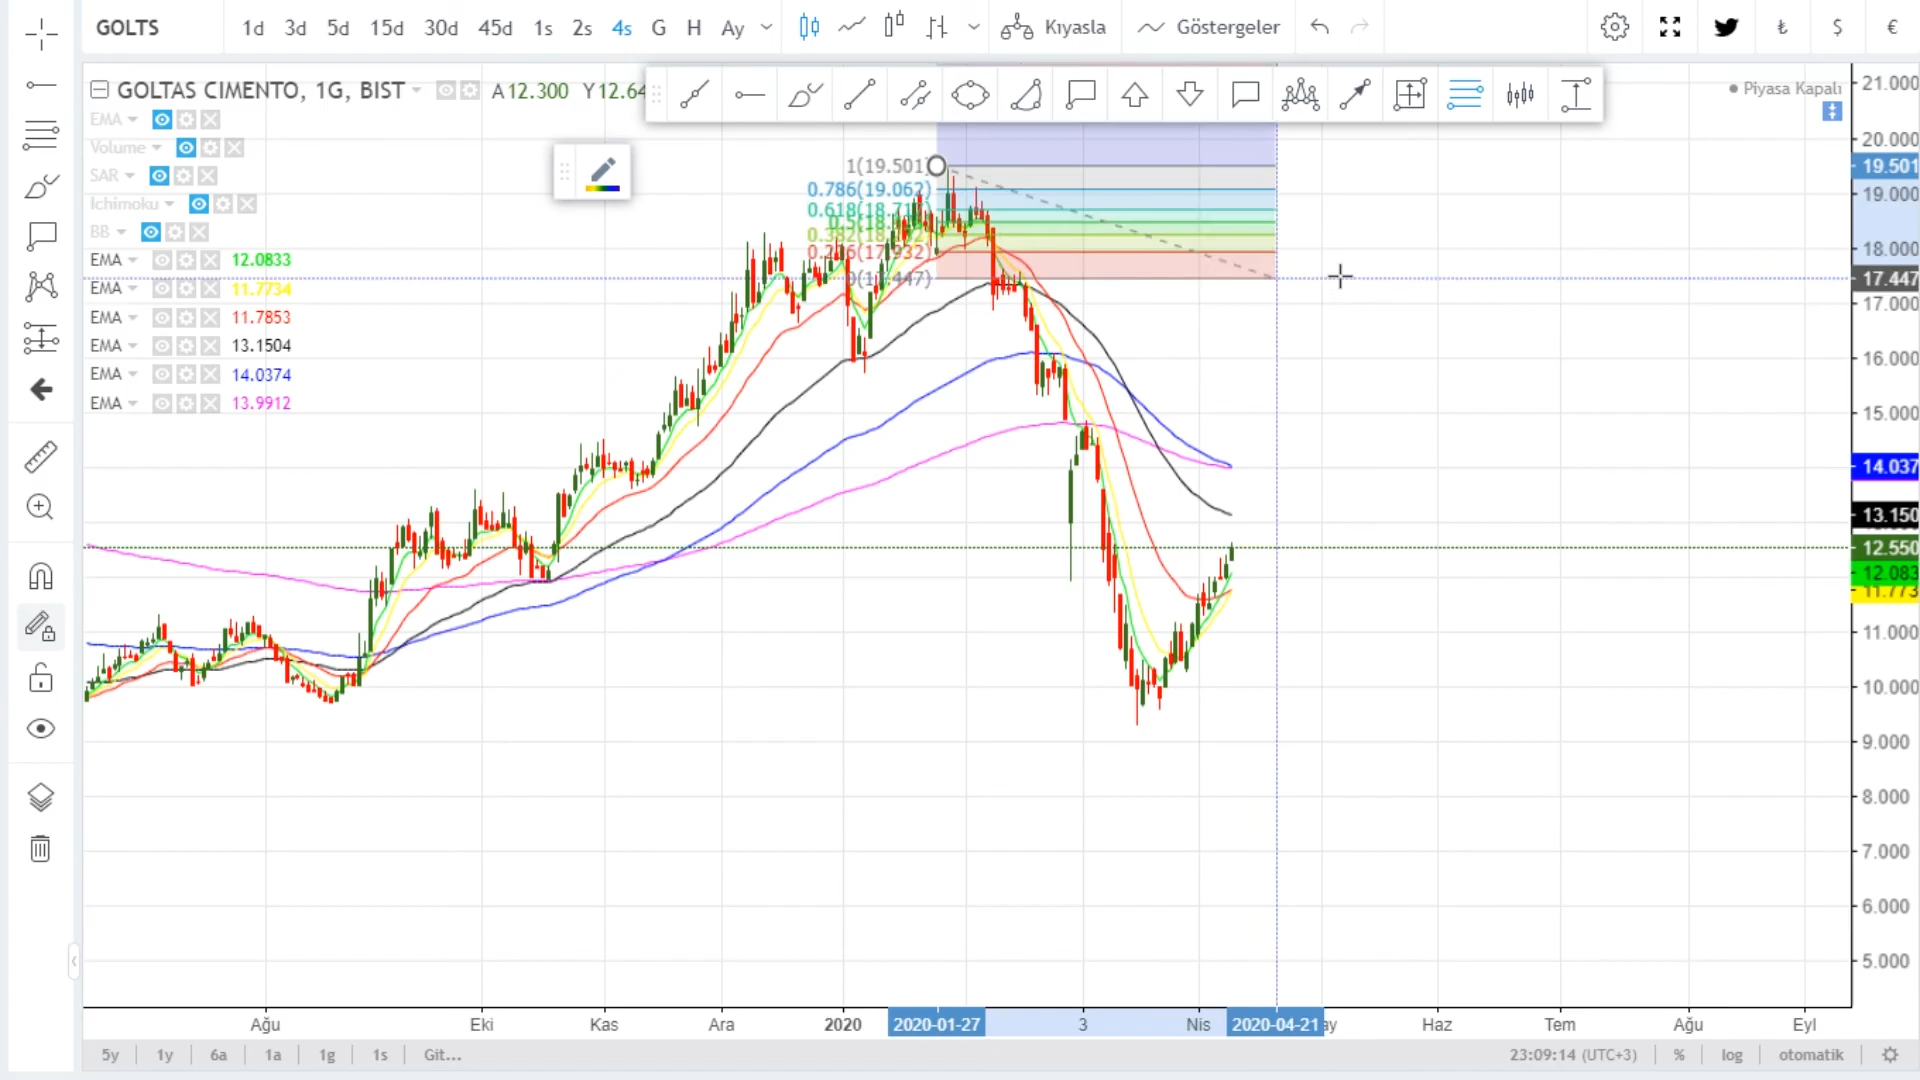 GOLTS 1d 3d 5d 15d 30d 45d 1s 2s 4s G H Ay Kıyasla Göstergeler ₺ $ €
GOLTAS CIMENTO, 1G, BIST A12.300 Y12.64
Piyasa Kapalı
EMA
Volume
SAR
Ichimoku
BB
EMA 12.0833
EMA 11.7734
EMA 11.7853
EMA 13.1504
EMA 14.0374
EMA 13.9912
1(19.501)
0.786(19.062)
21.000
20.000
19.501
19.000
18.000
17.447
17.000
16.000
15.000
14.037
13.150
12.550
12.083
11.773
11.000
10.000
9.000
8.000
7.000
6.000
5.000
Ağu Eki Kas Ara 2020 2020-01-27 3 Nis 2020-04-21 ay Haz Tem Ağu Eyl
5y 1y 6a 1a 1g 1s Git... 23:09:14 (UTC+3) % log otomatik